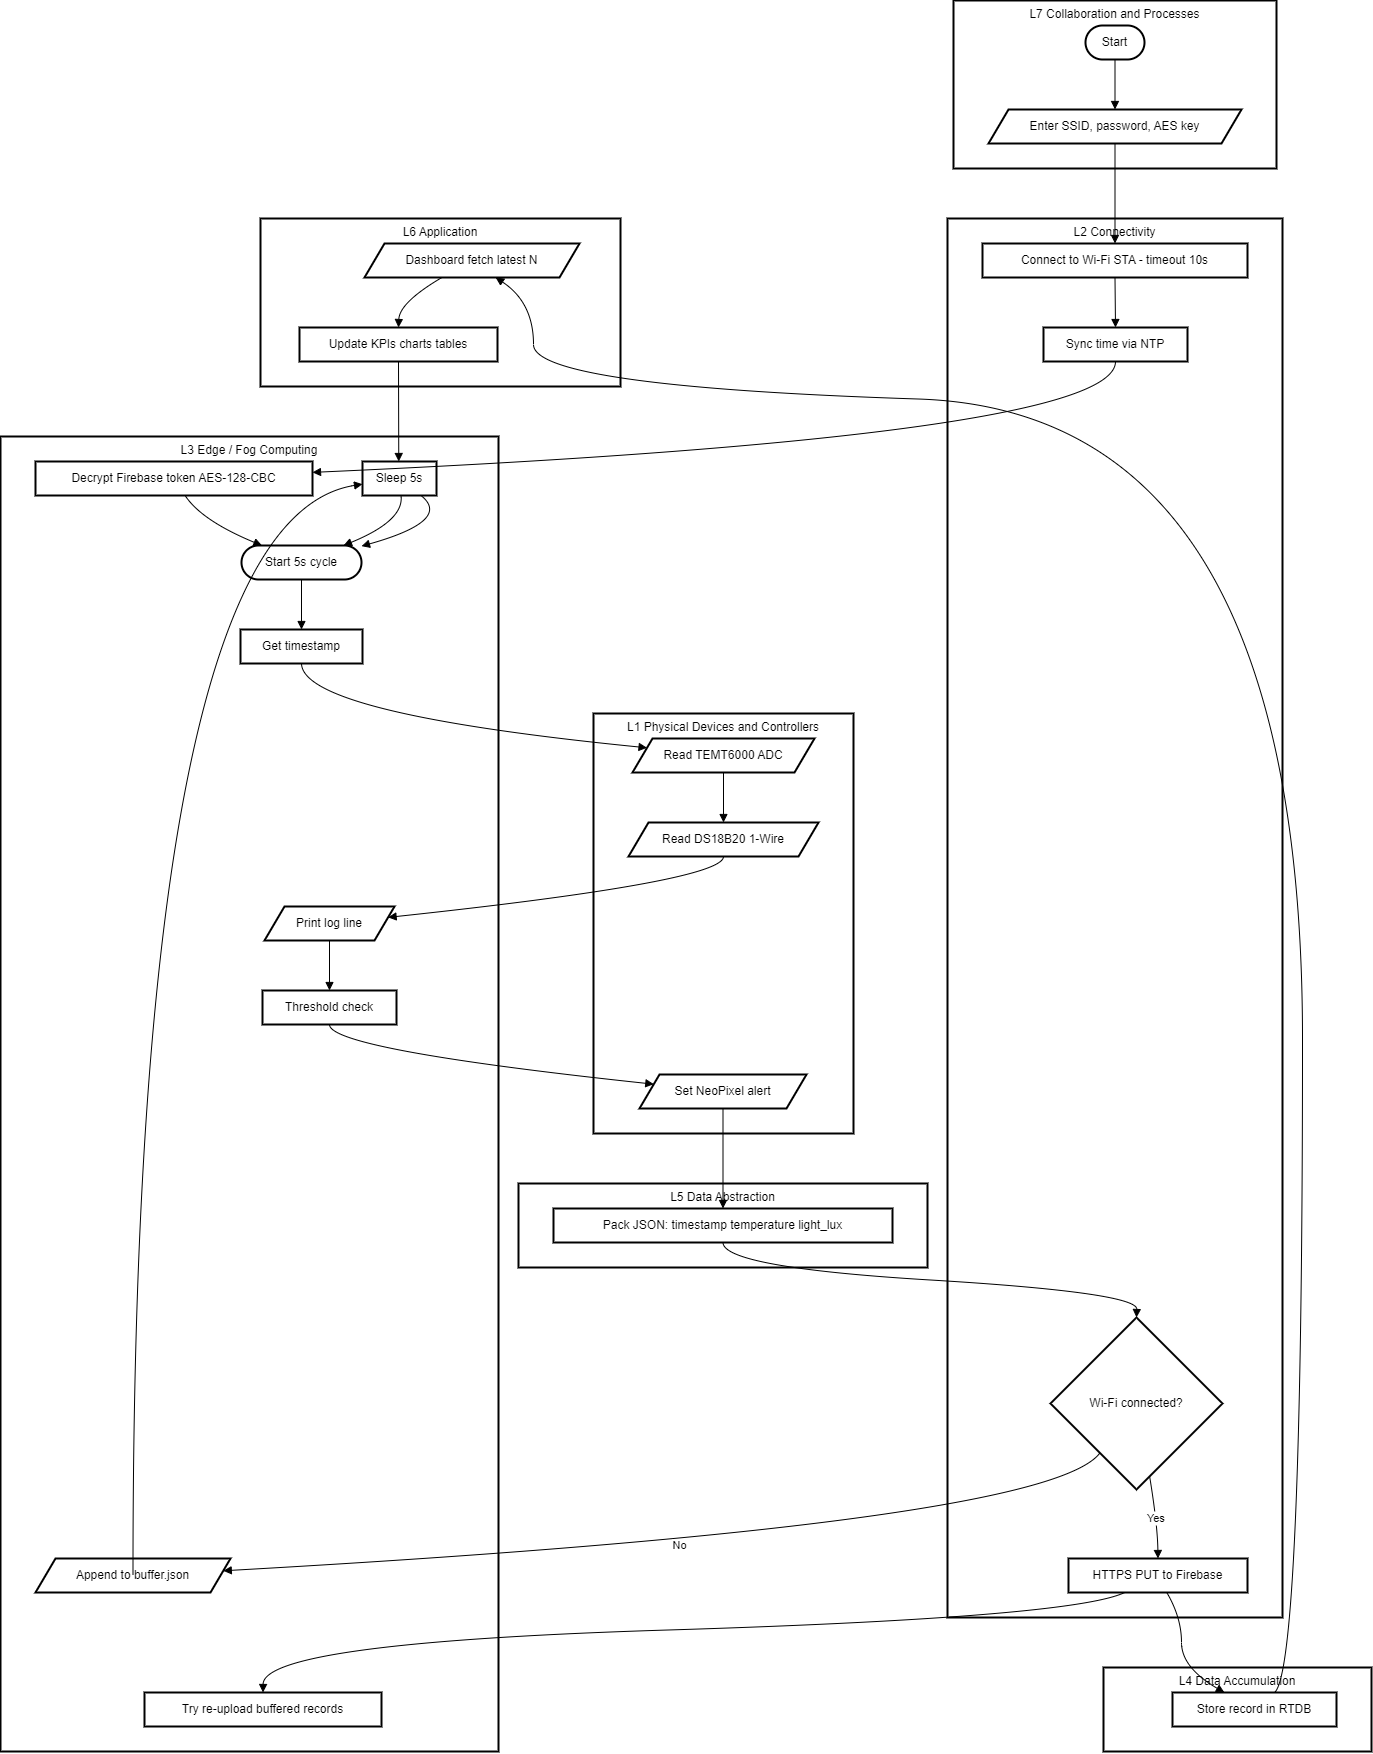 L7 Collaboration and Processes
Start
Enter SSID, password, AES key
L6 Application
Dashboard fetch latest N
Update KPIs charts tables
L2 Connectivity
Connect to Wi-Fi STA - timeout 10s
Sync time via NTP
L3 Edge / Fog Computing
Decrypt Firebase token AES-128-CBC
Sleep 5s
Start 5s cycle
Get timestamp
L1 Physical Devices and Controllers
Read TEMT6000 ADC
Read DS18B20 1-Wire
Print log line
Threshold check
Set NeoPixel alert
L5 Data Abstraction
Pack JSON: timestamp temperature light_lux
Wi-Fi connected?
Yes
No
Append to buffer.json
HTTPS PUT to Firebase
L4 Data Accumulation
Try re-upload buffered records
Store record in RTDB